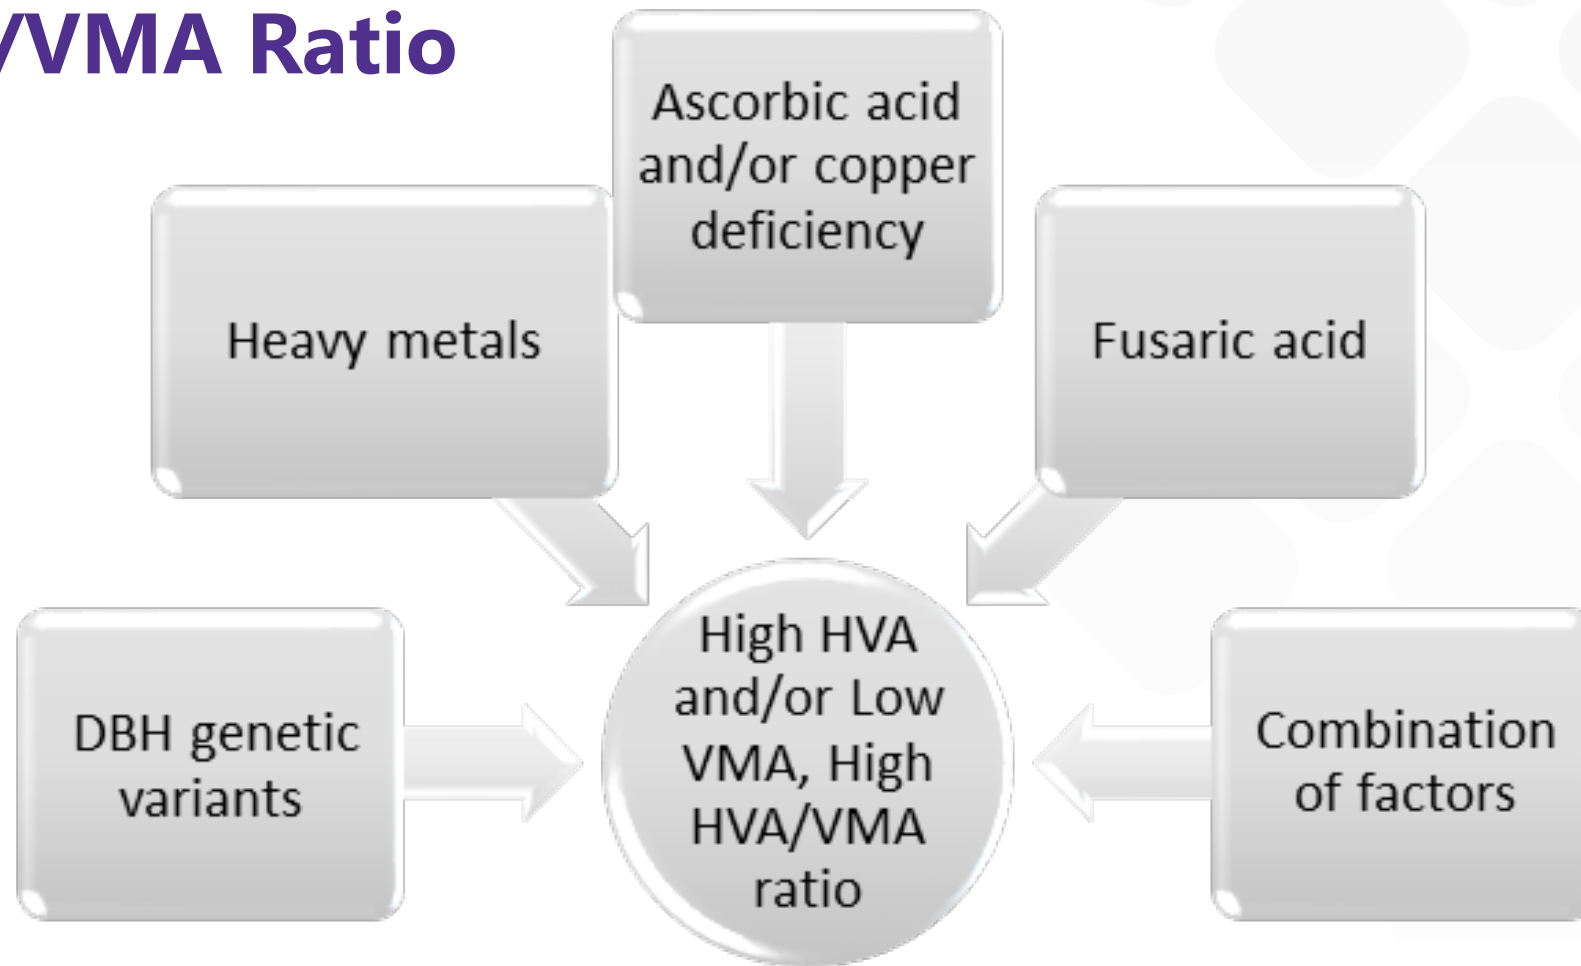 /VMA Ratio
Ascorbic acid
and/or copper
deficiency
Heavy metals
Fusaric acid
DBH genetic
variants
High HVA
and/or Low
VMA, High
HVA/VMA
ratio
Combination
of factors